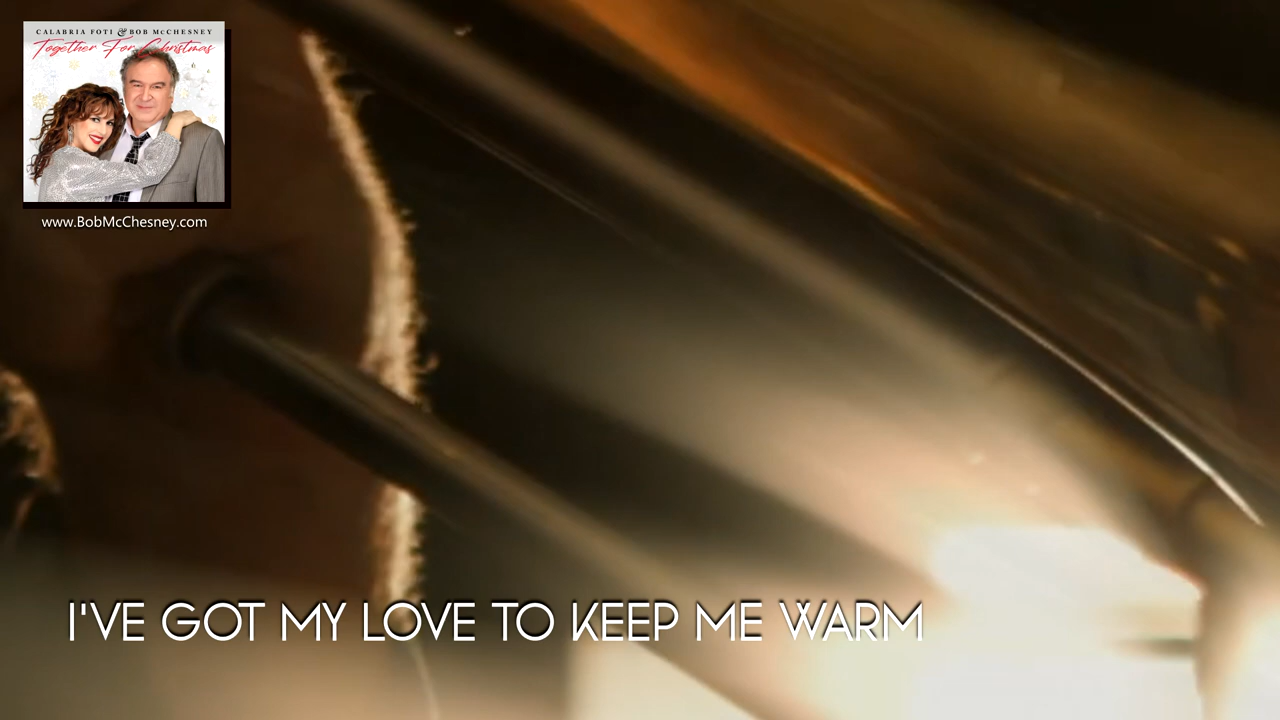 CALABRIA FOTI & BOB McCHESNEY
Together For Christmas
www.BobMcChesney.com
I'VE GOT MY LOVE TO KEEP ME WARM